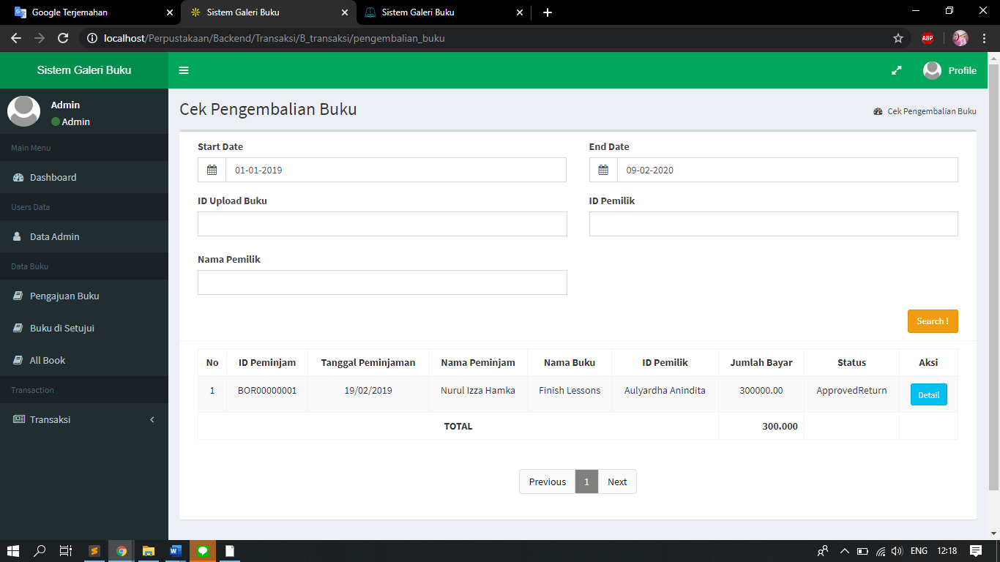 Google Terjemahan
Sistem Galeri Buku
Sistem Galeri Buku
localhost/Perpustakaan/Backend/Transaksi/B_transaksi/pengembalian_buku
ABP
Sistem Galeri Buku
Profile
Admin
Admin
Main Menu
Dashboard
Users Data
Data Admin
Data Buku
Pengajuan Buku
Buku di Setujui
All Book
Transaction
Transaksi
Cek Pengembalian Buku
Cek Pengembalian Buku
Start Date
End Date
01-01-2019
09-02-2020
ID Upload Buku
ID Pemilik
Nama Pemilik
Search !
No ID Peminjam Tanggal Peminjaman Nama Peminjam Nama Buku ID Pemilik Jumlah Bayar Status Aksi
1 BOR00000001 19/02/2019 Nurul Izza Hamka Finish Lessons Aulyardha Anindita 300000.00 ApprovedReturn Detail
TOTAL 300.000
Previous 1 Next
ENG 12:18